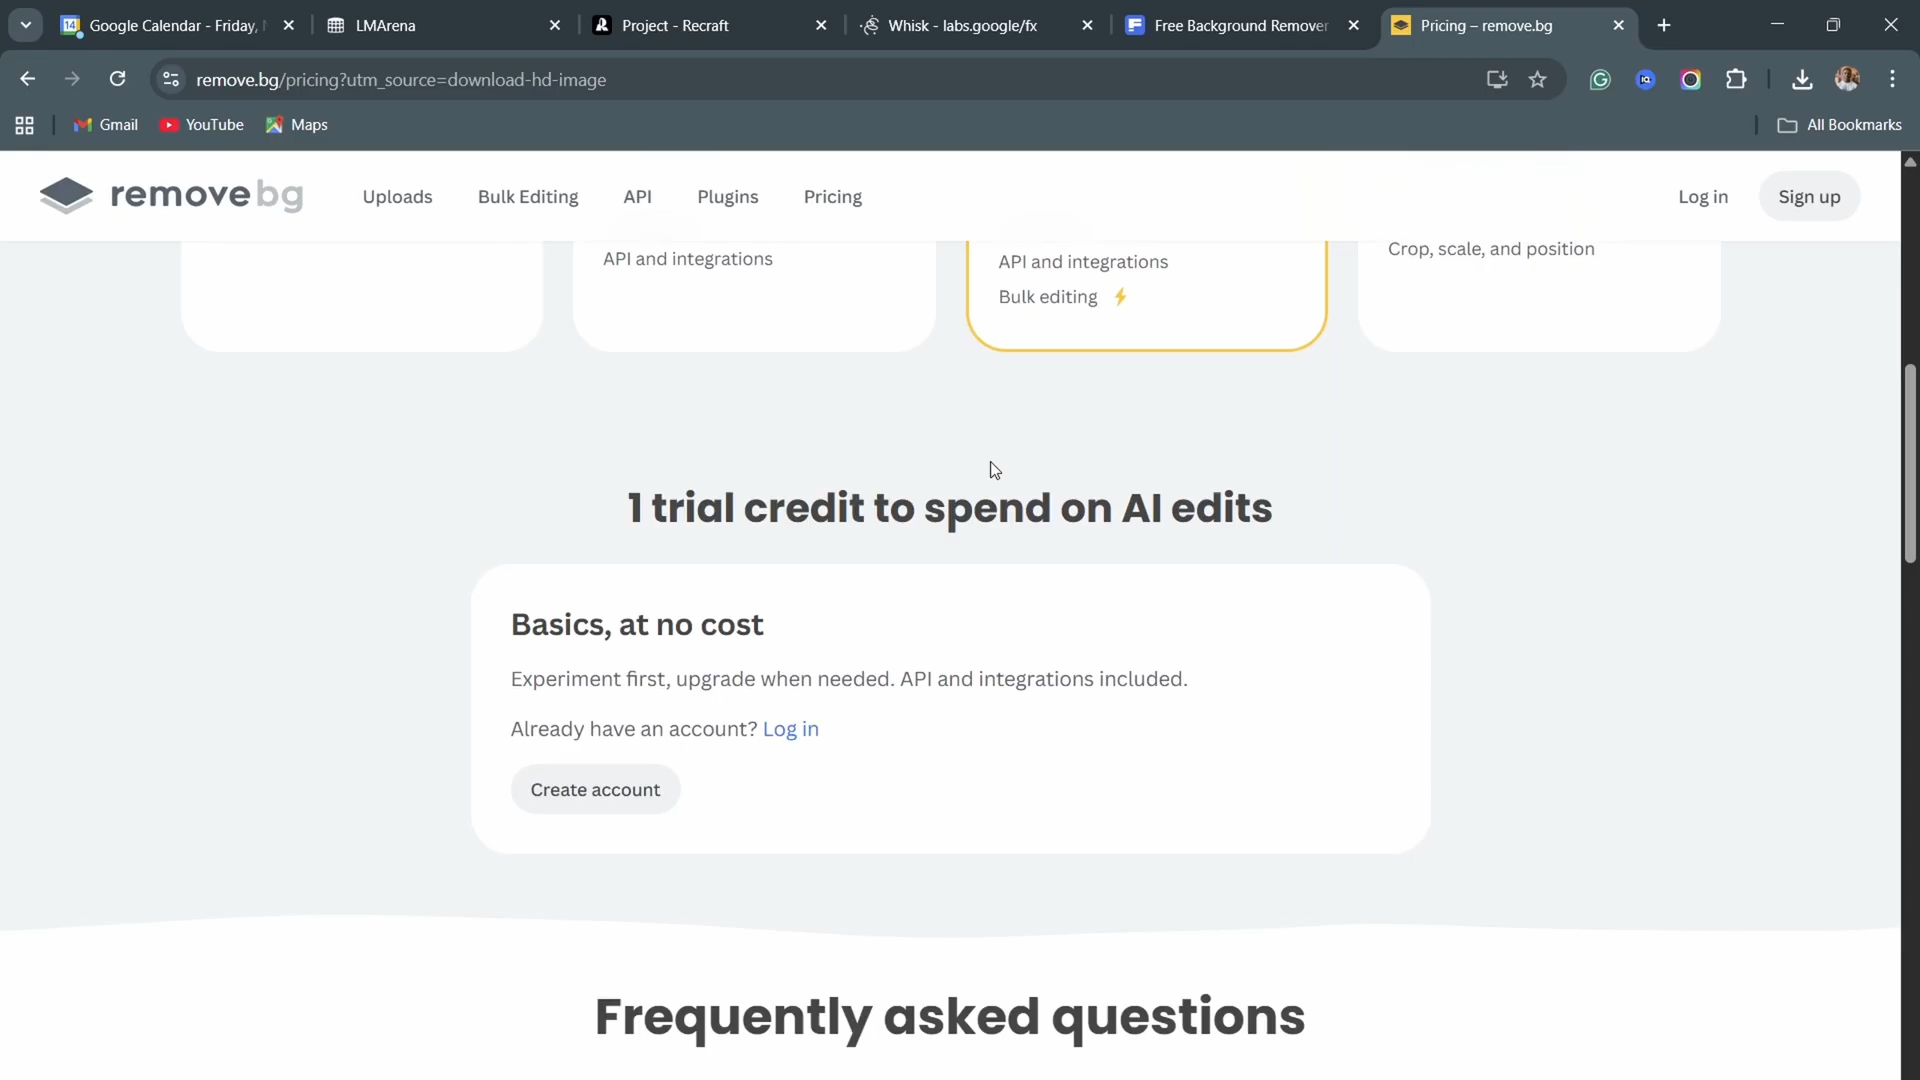 14 Google Calendar - Friday,
LMArena
Project - Recraft
Whisk - labs.google/fx
Free Background Remover
Pricing – remove.bg
remove.bg/pricing?utm_source=download-hd-image
Gmail
YouTube
Maps
All Bookmarks
removebg
Uploads
Bulk Editing
API
Plugins
Pricing
Log in
Sign up
API and integrations
API and integrations
Bulk editing
Crop, scale, and position
1 trial credit to spend on AI edits
Basics, at no cost
Experiment first, upgrade when needed. API and integrations included.
Already have an account? Log in
Create account
Frequently asked questions